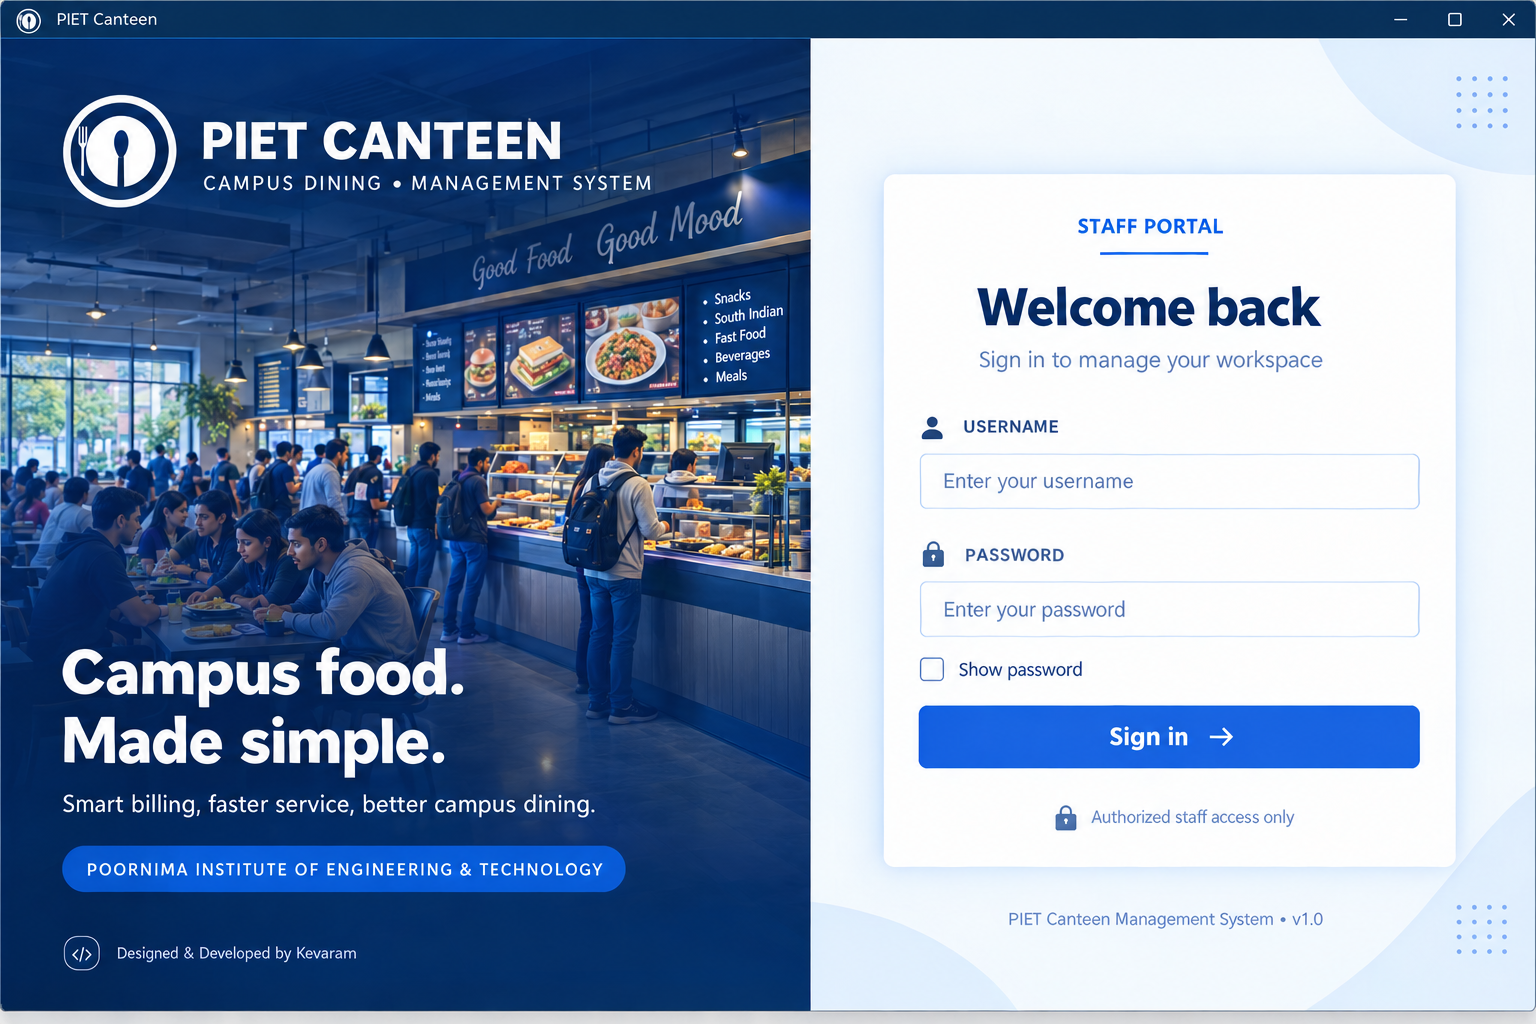 PIET Canteen
PIET CANTEEN
CAMPUS DINING • MANAGEMENT SYSTEM
Good Food Good Mood
• Snacks
• South Indian
• Fast Food
• Beverages
• Meals
- Meals
Campus food.
Made simple.
Smart billing, faster service, better campus dining.
POORNIMA INSTITUTE OF ENGINEERING & TECHNOLOGY
</> Designed & Developed by Kevaram
STAFF PORTAL
Welcome back
Sign in to manage your workspace
USERNAME
Enter your username
PASSWORD
Enter your password
Show password
Sign in →
Authorized staff access only
PIET Canteen Management System • v1.0